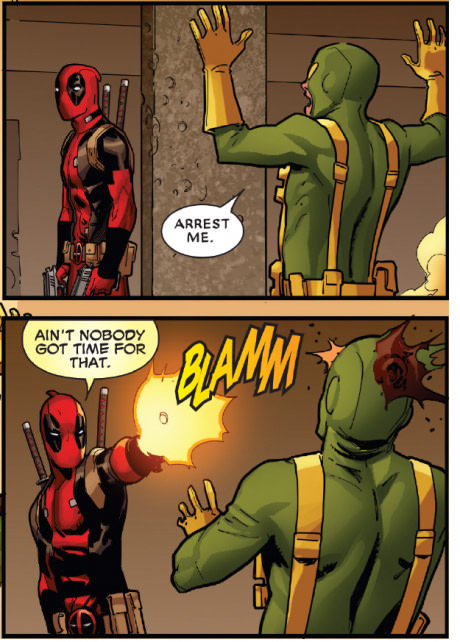 ARREST
ME.
AIN'T NOBODY
GOT TIME FOR
THAT.
BLAMM